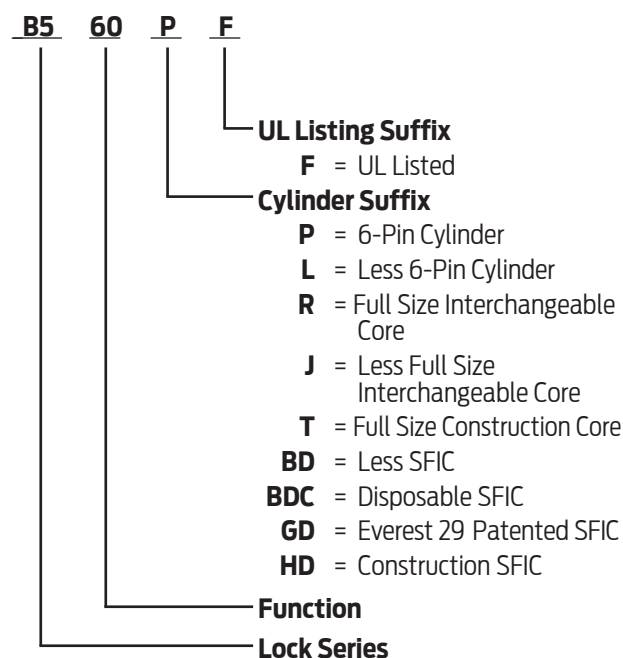 B5 60 P F
UL Listing Suffix
F = UL Listed
Cylinder Suffix
P = 6-Pin Cylinder
L = Less 6-Pin Cylinder
R = Full Size Interchangeable
Core
J = Less Full Size
Interchangeable Core
T = Full Size Construction Core
BD = Less SFIC
BDC = Disposable SFIC
GD = Everest 29 Patented SFIC
HD = Construction SFIC
Function
Lock Series